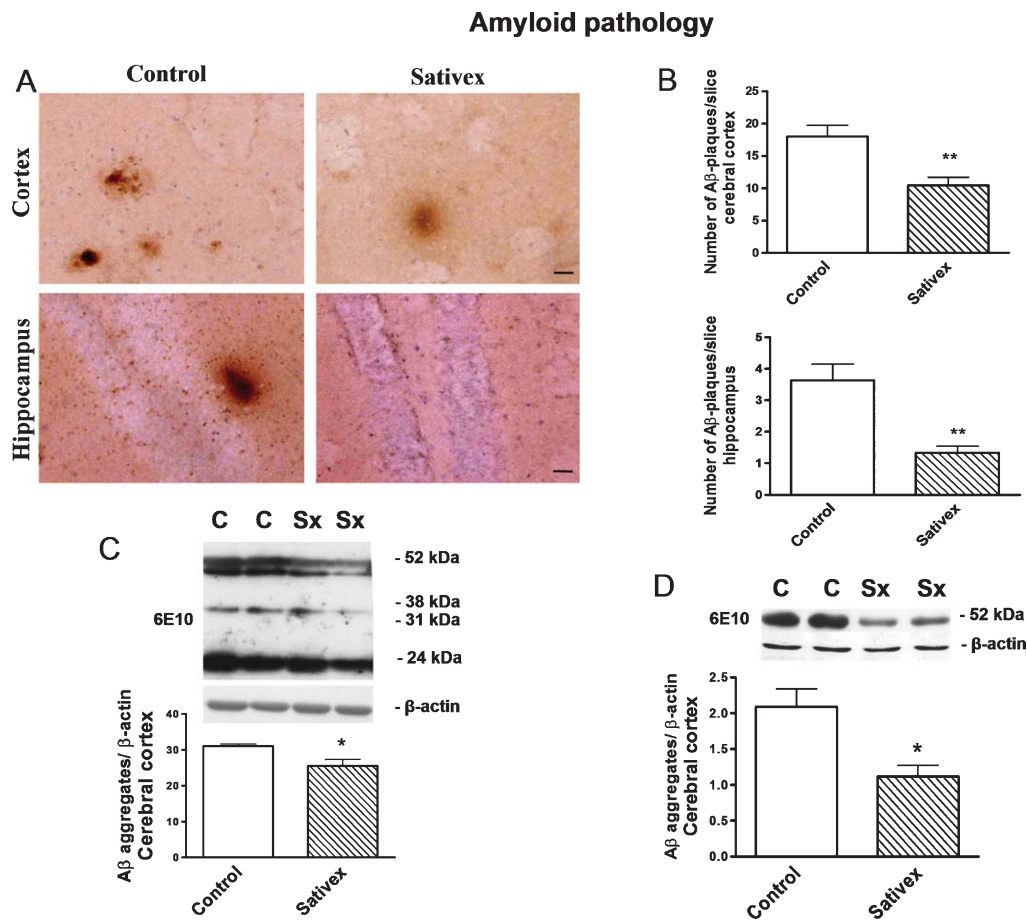 Amyloid pathology
A
Control
Sativex
Cortex
Hippocampus
B
Number of Aβ-plaques/slice
cerebral cortex
25
20
15
10
5
0
**
Control
Sativex
Number of Aβ-plaques/slice
hippocampus
5
4
3
2
1
0
**
Control
Sativex
C
C C Sx Sx
6E10
- 52 kDa
- 38 kDa
- 31 kDa
- 24 kDa
- β-actin
Aβ aggregates/ β-actin
Cerebral cortex
40
30
20
10
0
*
Control
Sativex
D
C C Sx Sx
6E10
- 52 kDa
- β-actin
Aβ aggregates/ β-actin
Cerebral cortex
2.5
2.0
1.5
1.0
0.5
0.0
*
Control
Sativex